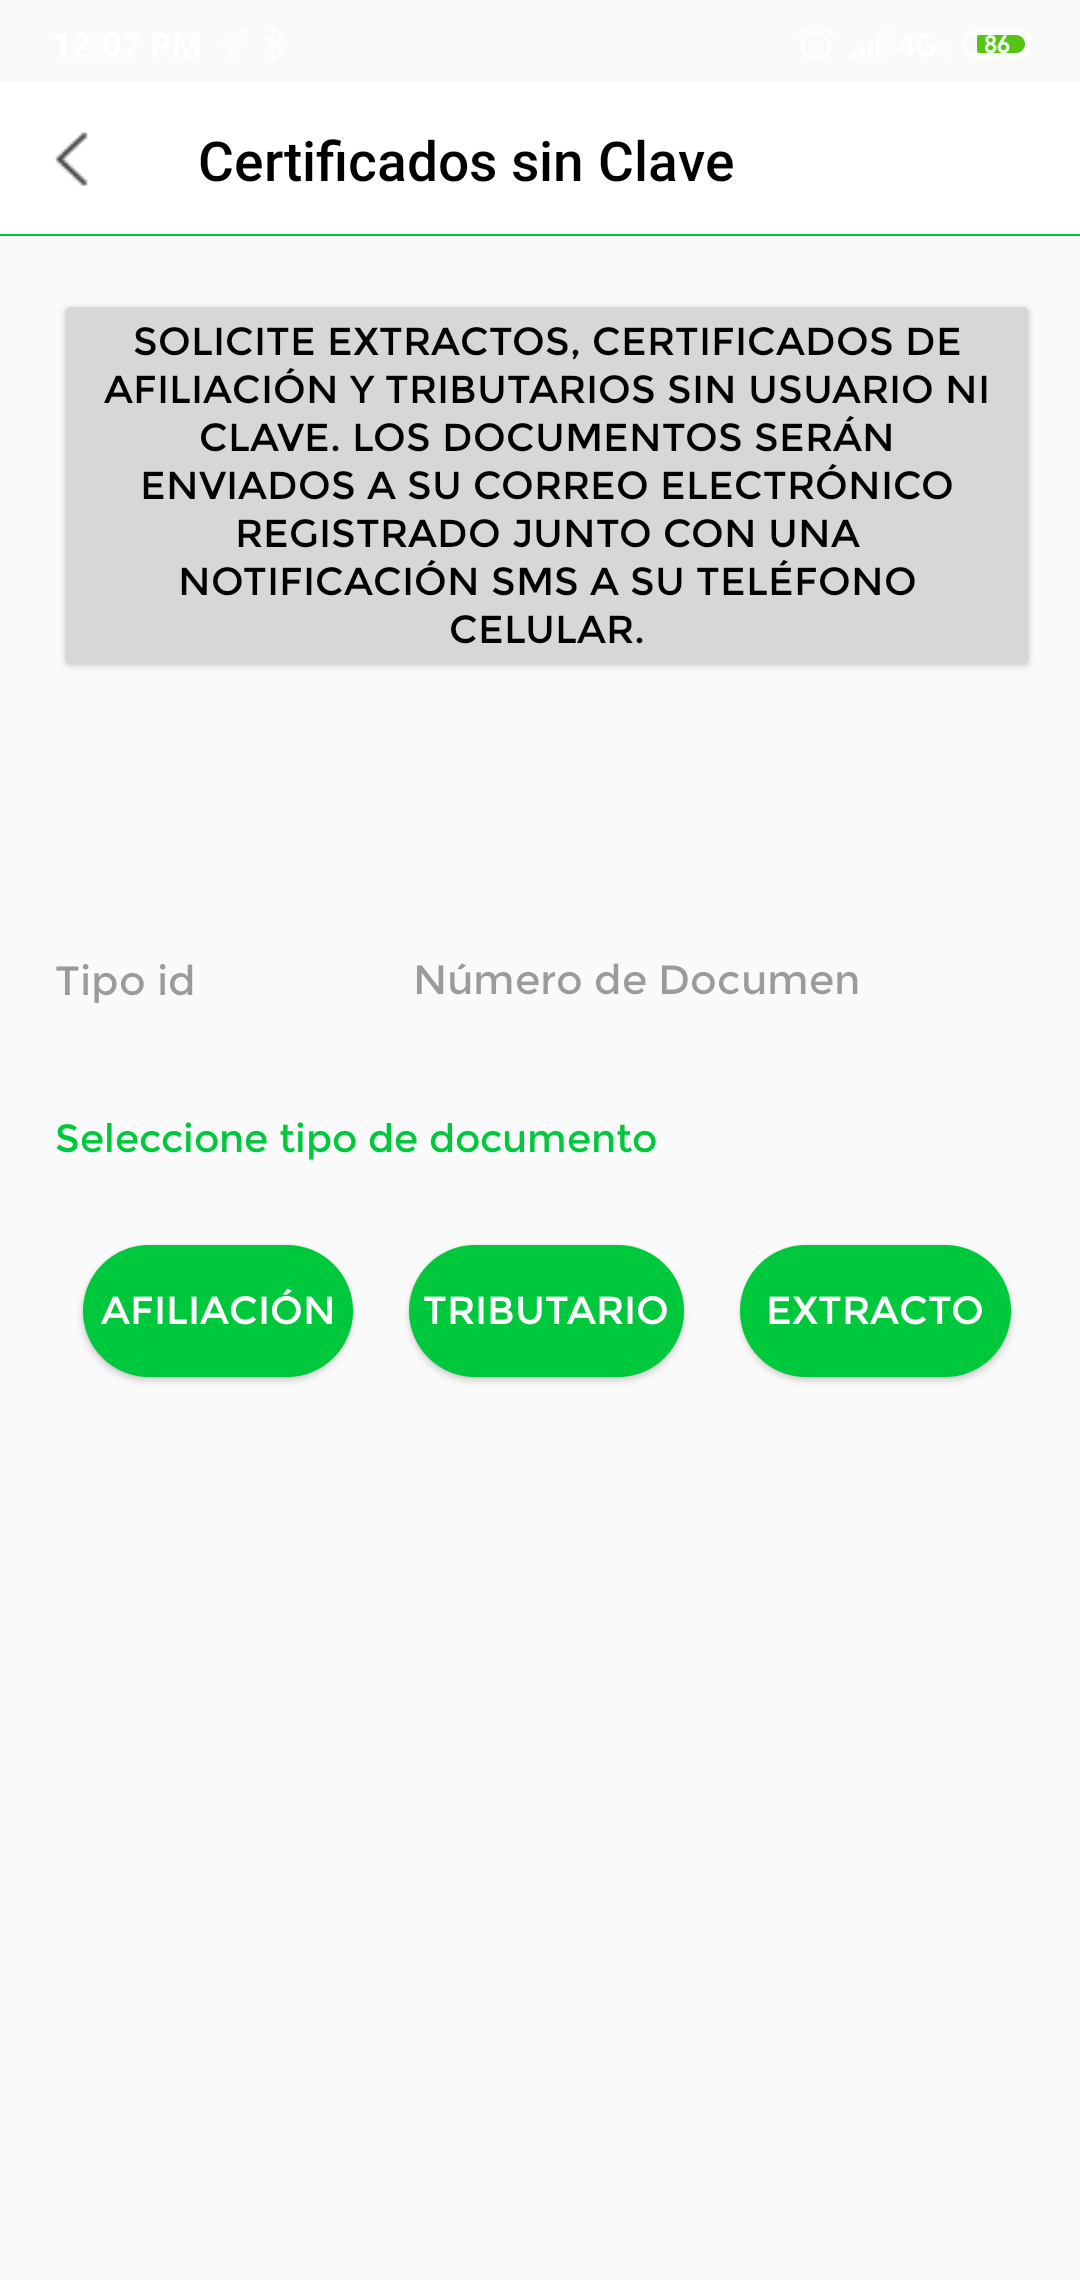 12:07 PM 4G 86
Certificados sin Clave
SOLICITE EXTRACTOS, CERTIFICADOS DE
AFILIACIÓN Y TRIBUTARIOS SIN USUARIO NI
CLAVE. LOS DOCUMENTOS SERÁN
ENVIADOS A SU CORREO ELECTRÓNICO
REGISTRADO JUNTO CON UNA
NOTIFICACIÓN SMS A SU TELÉFONO
CELULAR.
Tipo id Número de Documen
Seleccione tipo de documento
AFILIACIÓN TRIBUTARIO EXTRACTO